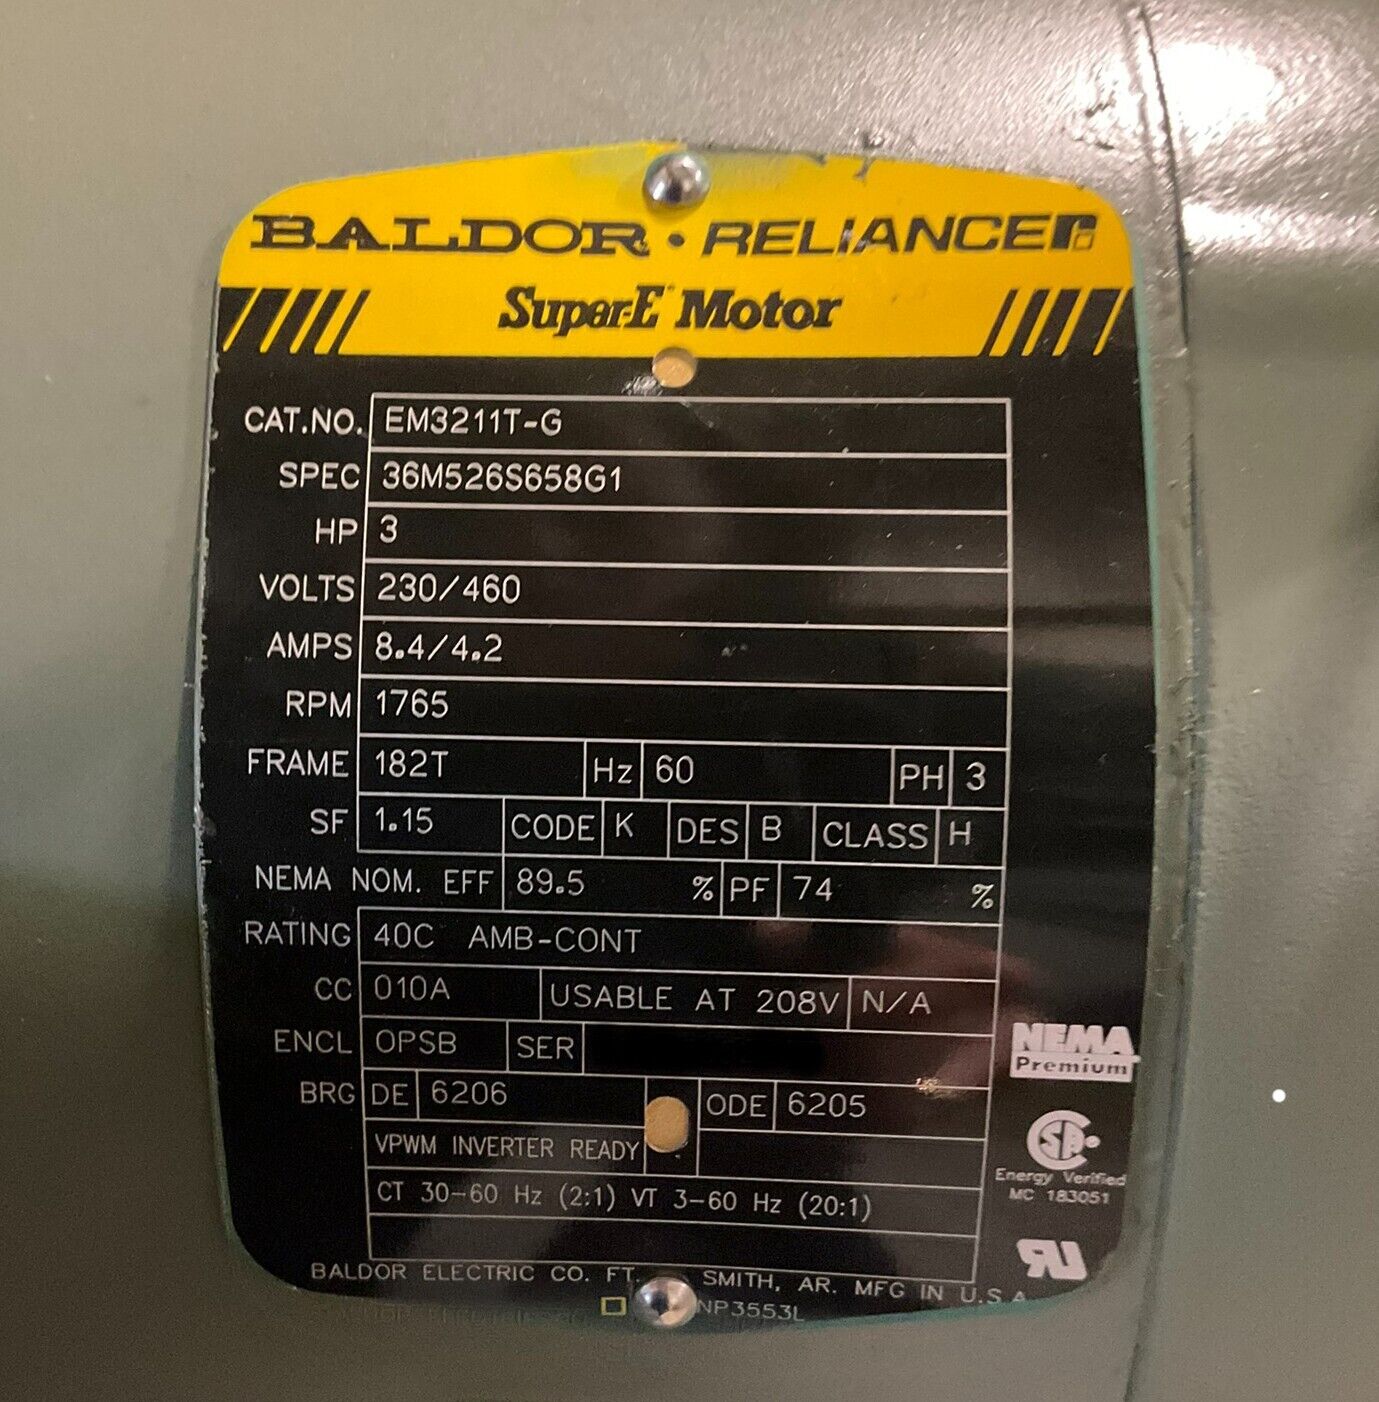 BALDOR • RELIANCE
Super-E Motor
CAT.NO. EM3211T-G
SPEC 36M526S658G1
HP 3
VOLTS 230/460
AMPS 8.4/4.2
RPM 1765
FRAME 182T Hz 60 PH 3
SF 1.15 CODE K DES B CLASS H
NEMA NOM. EFF 89.5 % PF 74 %
RATING 40C AMB-CONT
CC 010A USABLE AT 208V N/A
ENCL OPSB SER
BRG DE 6206 ODE 6205
VPWM INVERTER READY
CT 30-60 Hz (2:1) VT 3-60 Hz (20:1)
NEMA
Premium
Energy Verified
MC 183051
BALDOR ELECTRIC CO. FT. SMITH, AR. MFG IN U.S.A
NP3553L